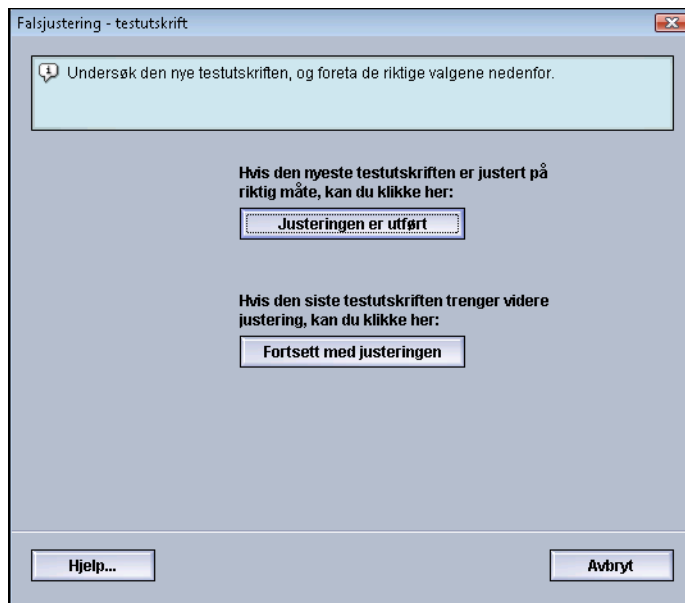 Falsjustering - testutskrift
Undersøk den nye testutskriften, og foreta de riktige valgene nedenfor.
Hvis den nyeste testutskriften er justert på
riktig måte, kan du klikke her:
Justeringen er utført
Hvis den siste testutskriften trenger videre
justering, kan du klikke her:
Fortsett med justeringen
Hjelp...
Avbryt